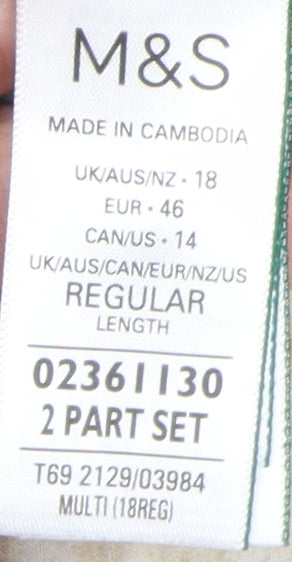 M&S
MADE IN CAMBODIA
UK/AUS/NZ • 18
EUR • 46
CAN/US • 14
UK/AUS/CAN/EUR/NZ/US
REGULAR
LENGTH
02361130
2 PART SET
T69 2129/03984
MULTI (18REG)